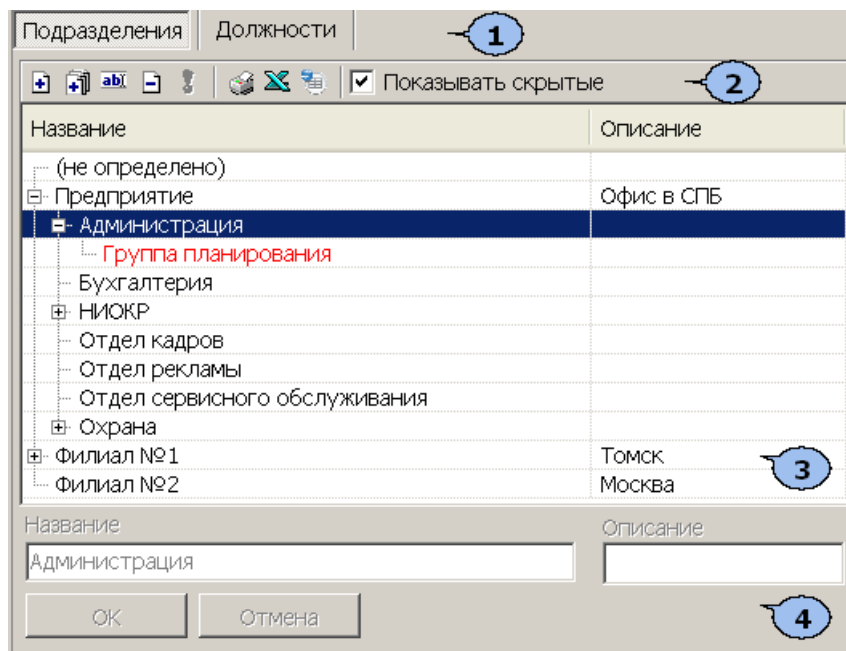 Подразделения Должности 1
abI Показывать скрытые 2
Название Описание
(не определено)
Предприятие Офис в СПБ
Администрация
Группа планирования
Бухгалтерия
НИОКР
Отдел кадров
Отдел рекламы
Отдел сервисного обслуживания
Охрана
Филиал №1 Томск 3
Филиал №2 Москва
Название Описание
Администрация
ОК Отмена 4